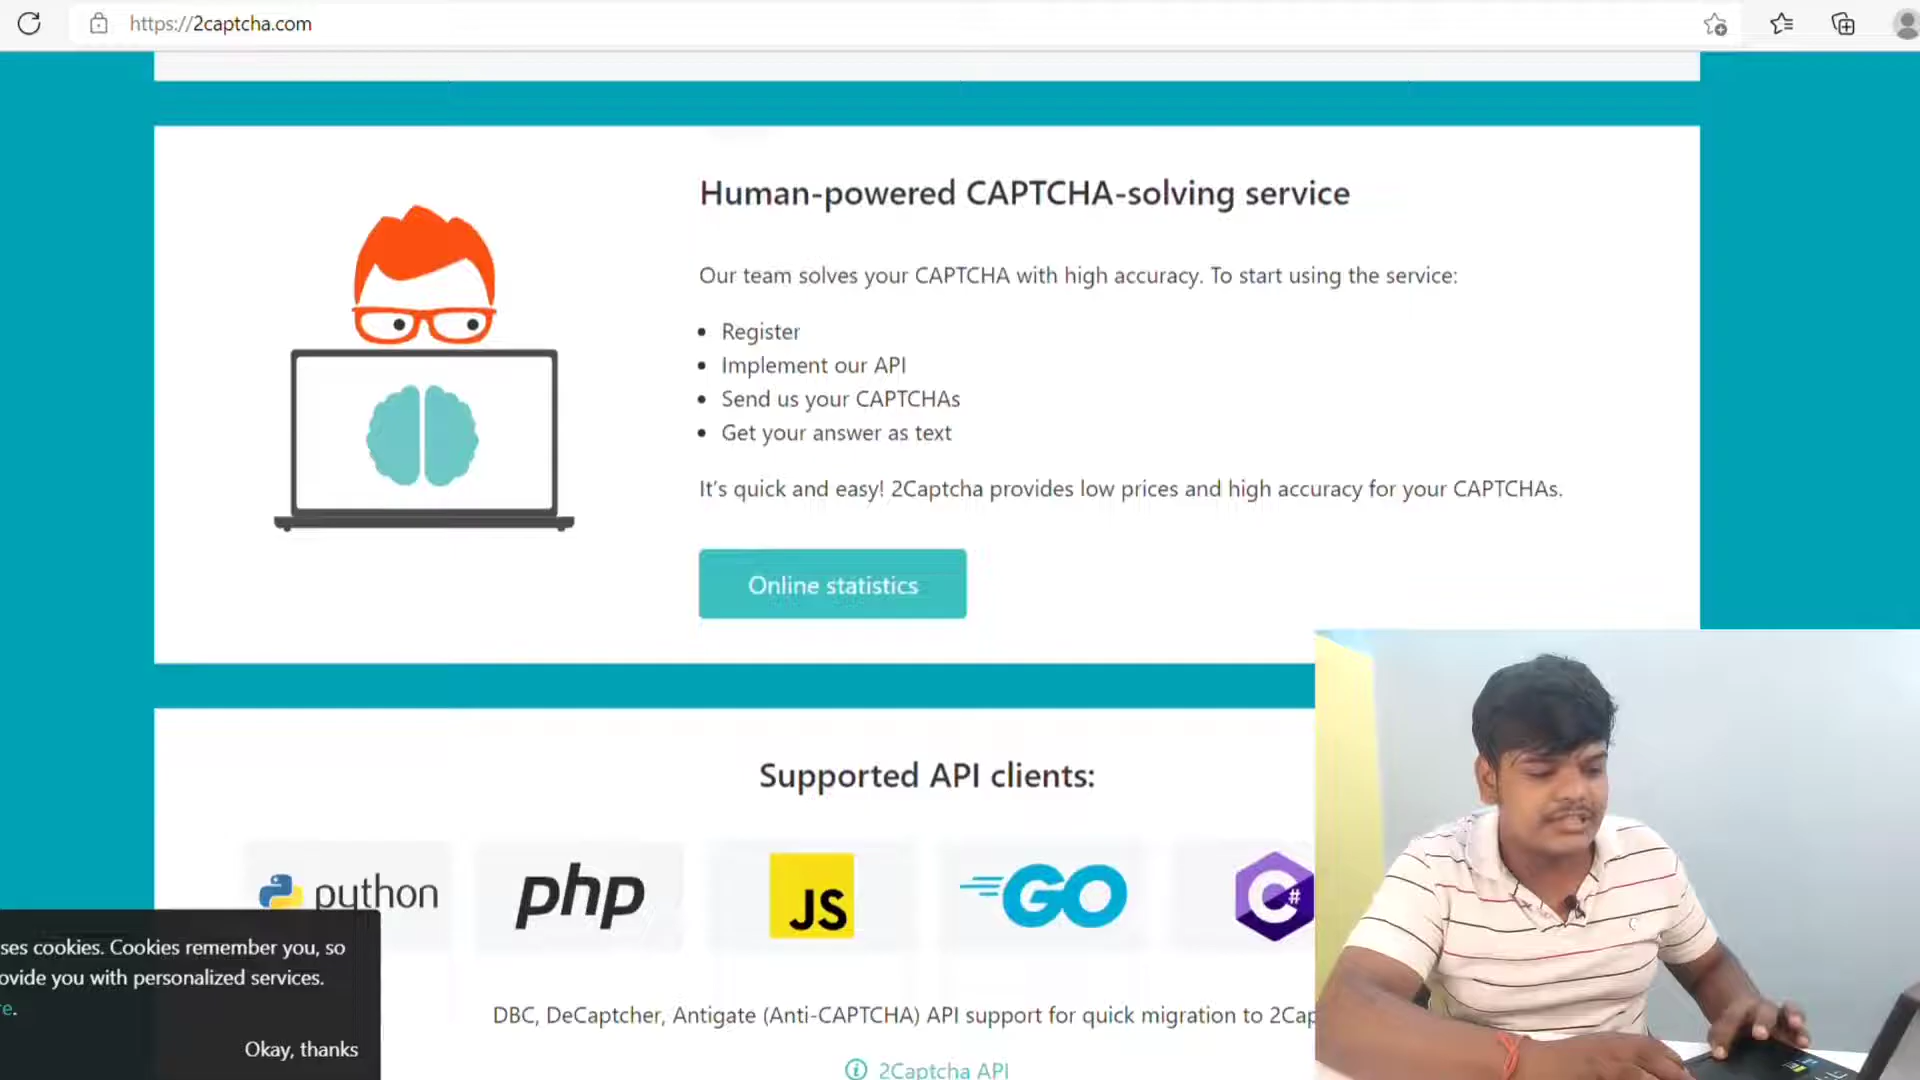 https://2captcha.com
Human-powered CAPTCHA-solving service
Our team solves your CAPTCHA with high accuracy. To start using the service:
Register
Implement our API
Send us your CAPTCHAs
Get your answer as text
It's quick and easy! 2Captcha provides low prices and high accuracy for your CAPTCHAs.
Online statistics
Supported API clients:
python
php
JS
GO
C#
ses cookies. Cookies remember you, so
ovide you with personalized services.
e.
Okay, thanks
DBC, DeCaptcher, Antigate (Anti-CAPTCHA) API support for quick migration to 2Cap
2Captcha API